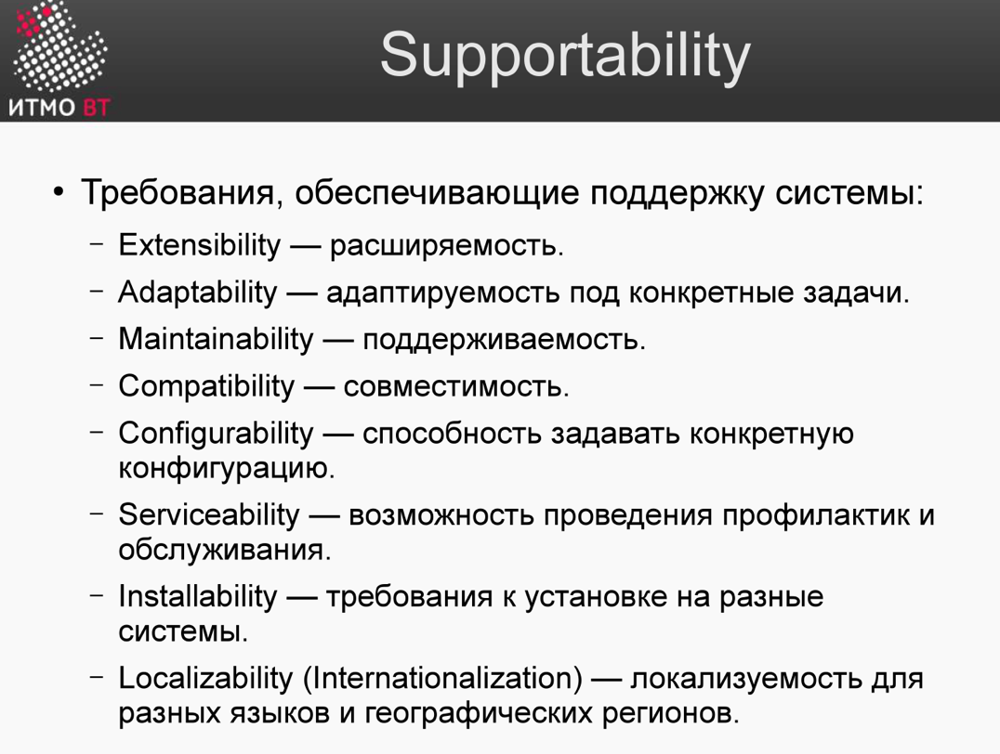 ИТМО ВТ
Supportability
• Требования, обеспечивающие поддержку системы:
– Extensibility — расширяемость.
– Adaptability — адаптируемость под конкретные задачи.
– Maintainability — поддерживаемость.
– Compatibility — совместимость.
– Configurability — способность задавать конкретную
конфигурацию.
– Serviceability — возможность проведения профилактик и
обслуживания.
– Installability — требования к установке на разные
системы.
– Localizability (Internationalization) — локализуемость для
разных языков и географических регионов.